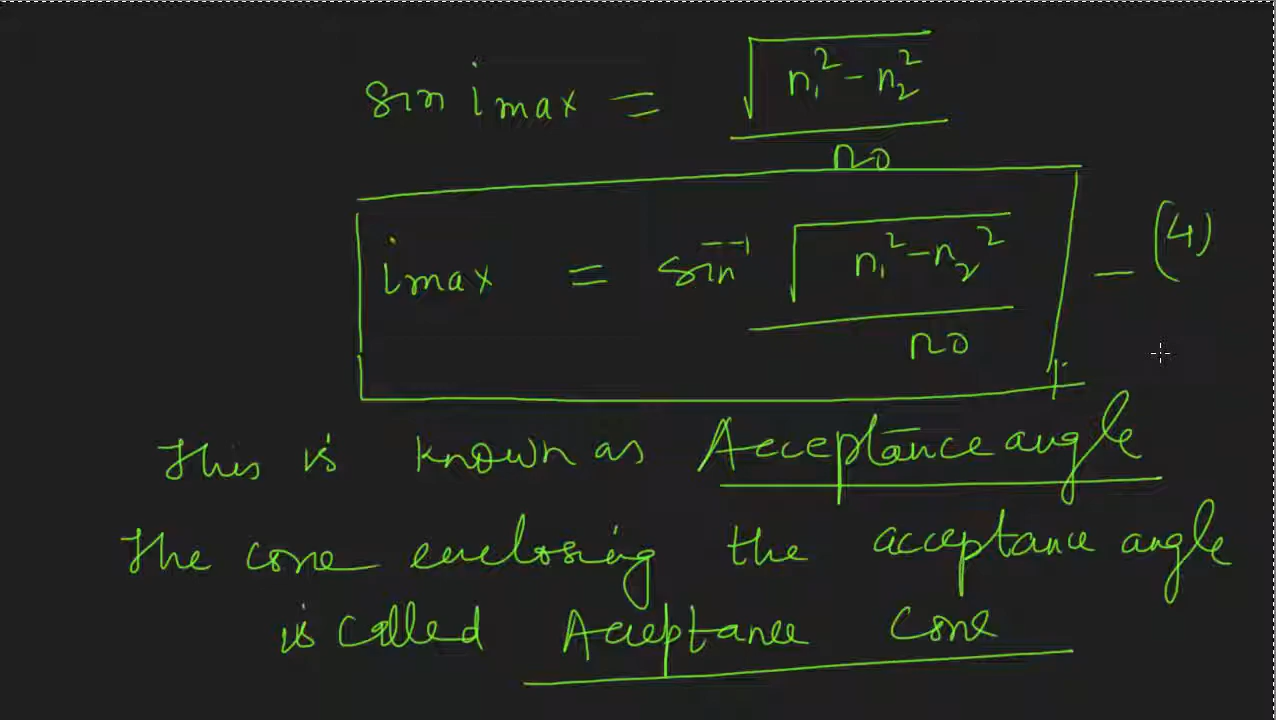 sin imax = √(n₁² - n₂²) / n0
imax = sin⁻¹ √(n₁² - n₂²) / n0 — (4)
This is known as Acceptance angle
The cone enclosing the acceptance angle
is called Acceptance Cone